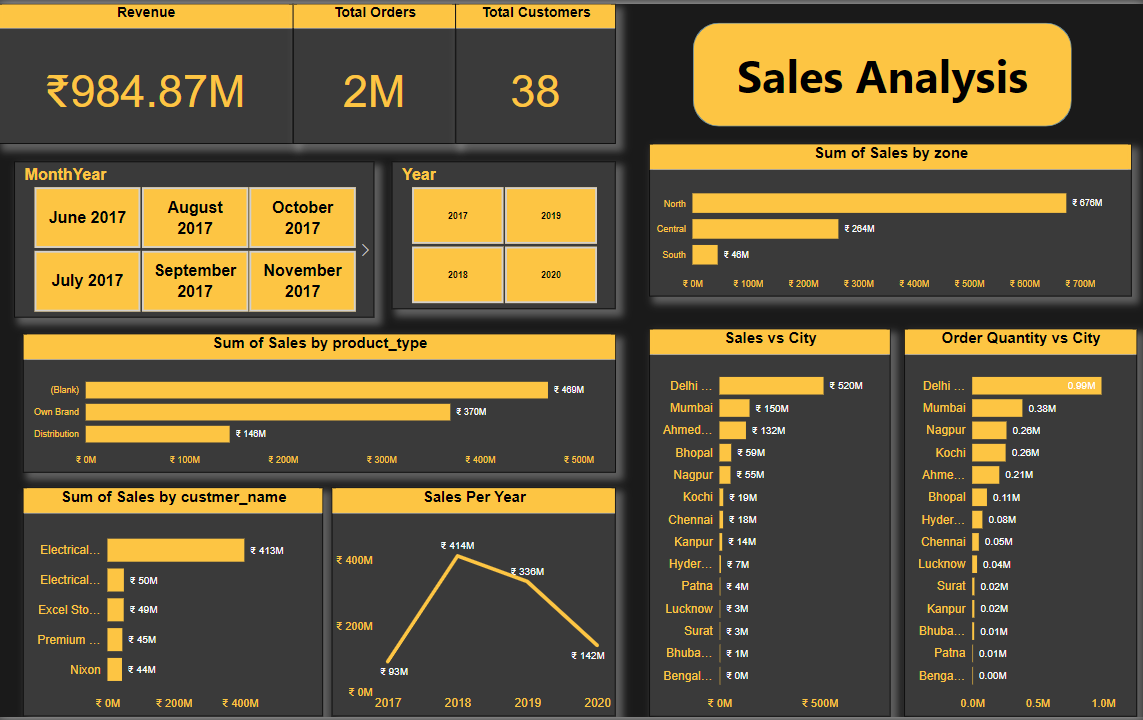 Revenue
₹984.87M
Total Orders
2M
Total Customers
38
Sales Analysis
MonthYear
June 2017
August
2017
October
2017
July 2017
September
2017
November
2017
Year
2017
2019
2018
2020
Sum of Sales by zone
North
₹ 676M
Central
₹ 264M
South
₹ 46M
₹ 0M ₹ 100M ₹ 200M ₹ 300M ₹ 400M ₹ 500M ₹ 600M ₹ 700M
Sum of Sales by product_type
(Blank)
₹ 469M
Own Brand
₹ 370M
Distribution
₹ 146M
₹ 0M ₹ 100M ₹ 200M ₹ 300M ₹ 400M ₹ 500M
Sum of Sales by custmer_name
Electrical... ₹ 413M
Electrical... ₹ 50M
Excel Sto... ₹ 49M
Premium ... ₹ 45M
Nixon ₹ 44M
₹ 0M ₹ 200M ₹ 400M
Sales Per Year
₹ 400M
₹ 200M
₹ 0M
₹ 93M
₹ 414M
₹ 336M
₹ 142M
2017 2018 2019 2020
Sales vs City
Delhi ... ₹ 520M
Mumbai ₹ 150M
Ahmed... ₹ 132M
Bhopal ₹ 59M
Nagpur ₹ 55M
Kochi ₹ 19M
Chennai ₹ 18M
Kanpur ₹ 14M
Hyder... ₹ 7M
Patna ₹ 4M
Lucknow ₹ 3M
Surat ₹ 3M
Bhuba... ₹ 1M
Bengal... ₹ 0M
₹ 0M ₹ 500M
Order Quantity vs City
Delhi ... 0.99M
Mumbai 0.38M
Nagpur 0.26M
Kochi 0.26M
Ahme... 0.21M
Bhopal 0.11M
Hyder... 0.08M
Chennai 0.05M
Lucknow 0.04M
Surat 0.02M
Kanpur 0.02M
Bhuba... 0.01M
Patna 0.01M
Benga... 0.00M
0.0M 0.5M 1.0M